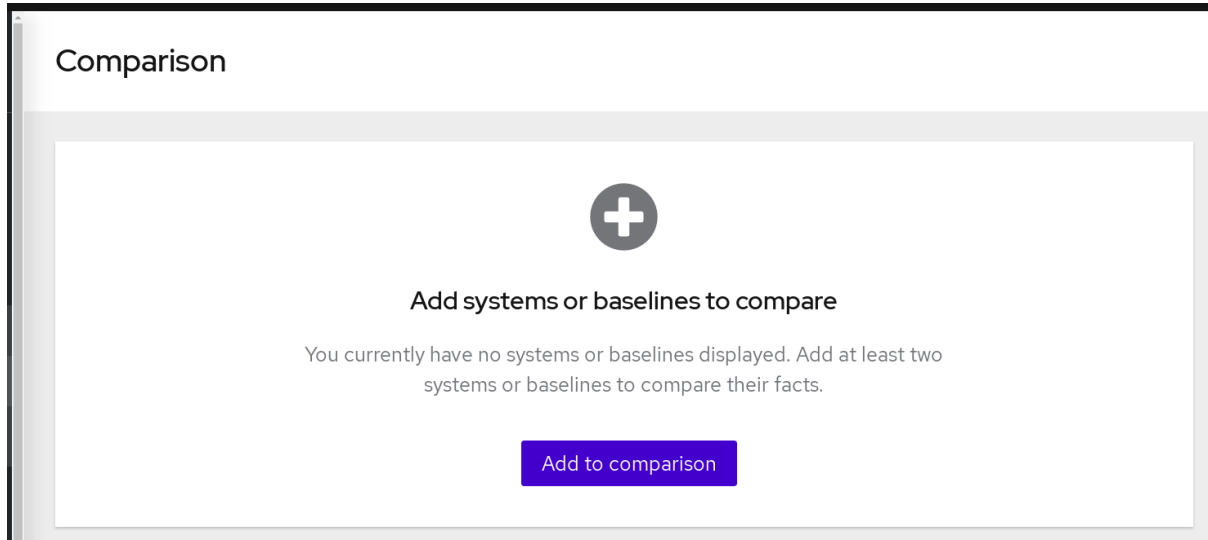 Comparison
Add systems or baselines to compare
You currently have no systems or baselines displayed. Add at least two
systems or baselines to compare their facts.
Add to comparison